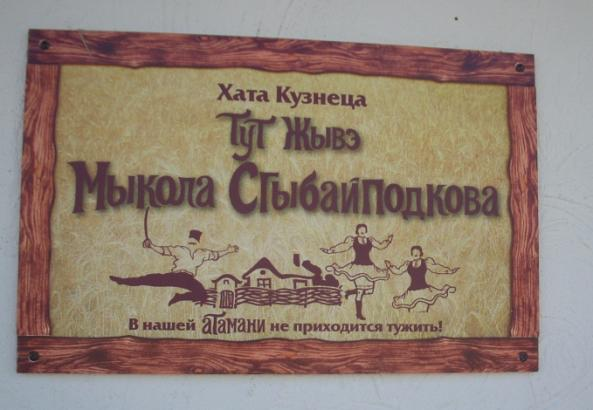 Хата Кузнеца
Тут Жывэ
Мыкола Сгыбайподкова
В нашей атамани не приходится тужить!